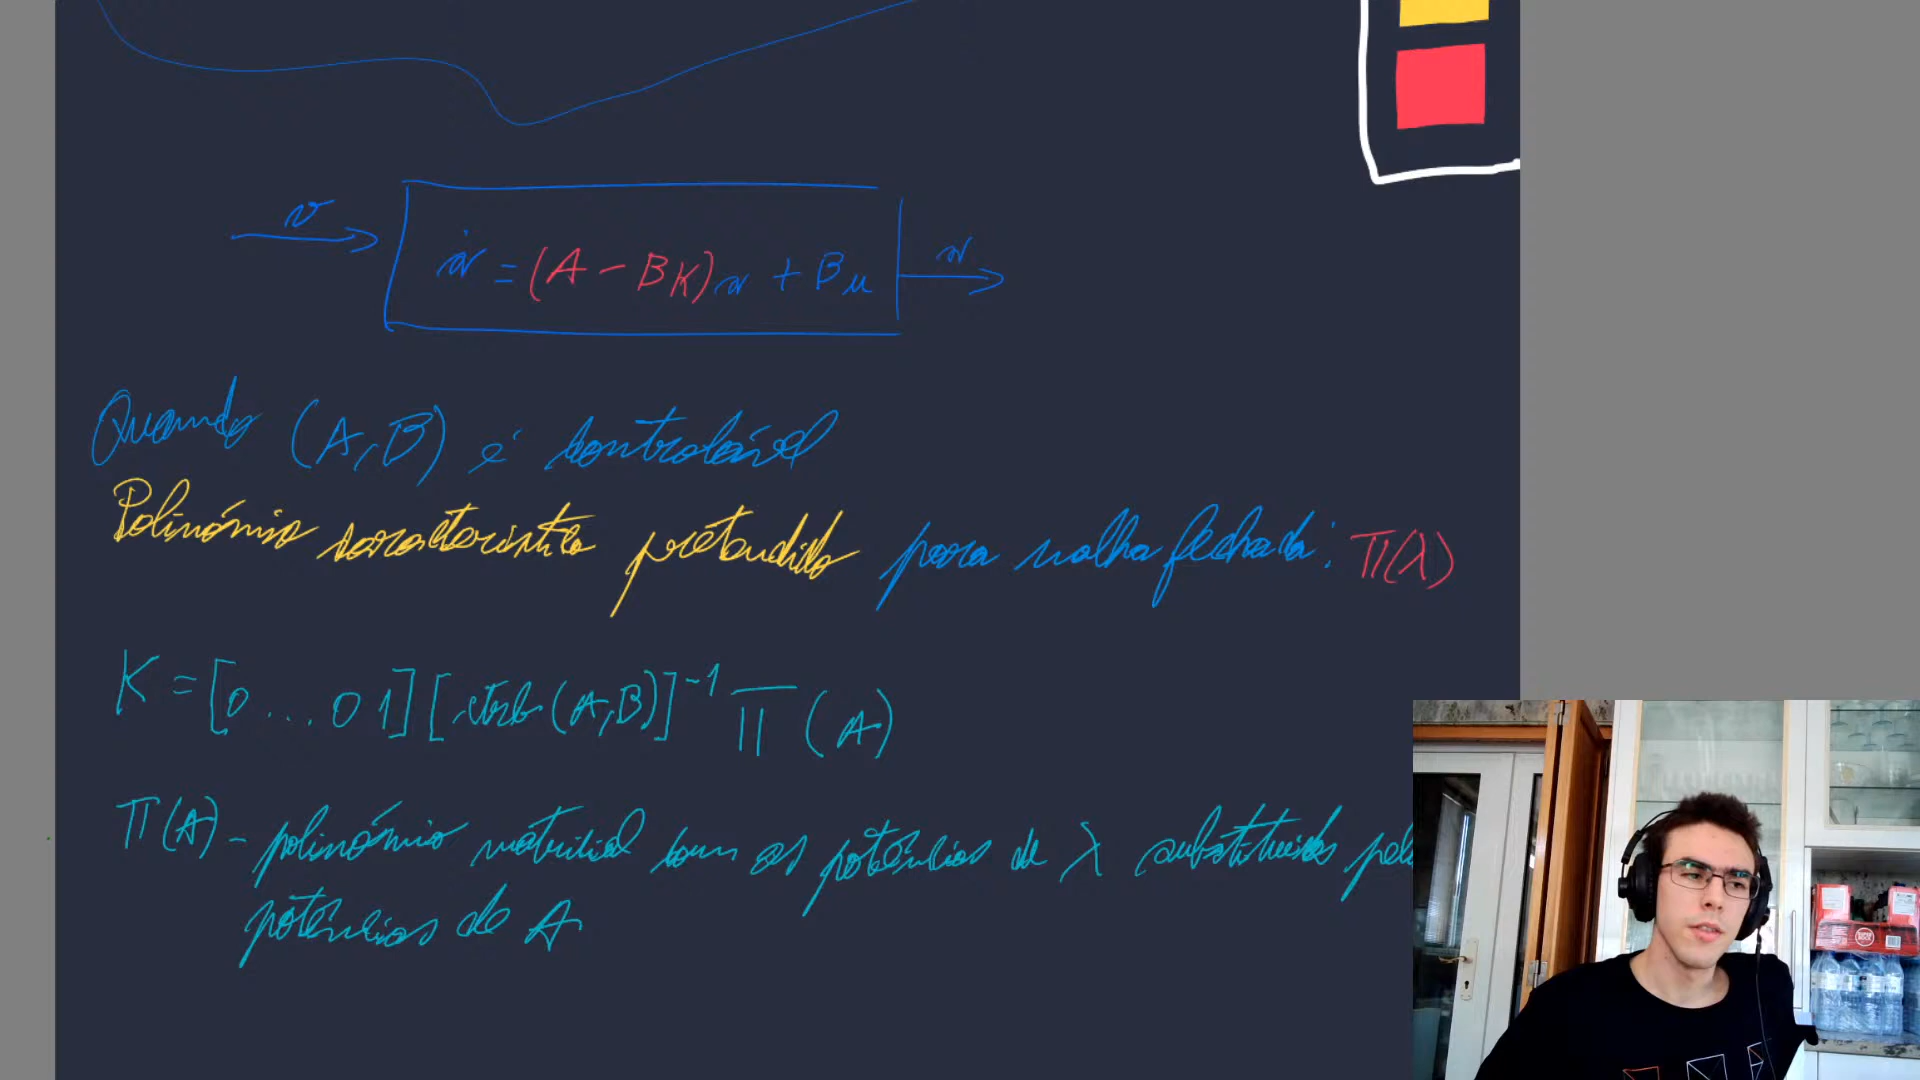 v
ẋ = (A - BK)x + Bu
x
Quando (A,B) é controlável
Polinómio característico pretendido para malha fechada: Π(λ)
K = [0 ... 0 1] [ctrb(A,B)]⁻¹ Π(A)
Π(A) - polinómio matricial com as potências de λ substituídas pel
potências de A